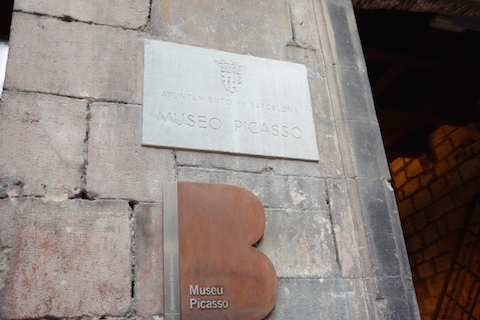 AYUNTAMIENTO DE BARCELONA
MUSEO PICASSO
B
Museu
Picasso